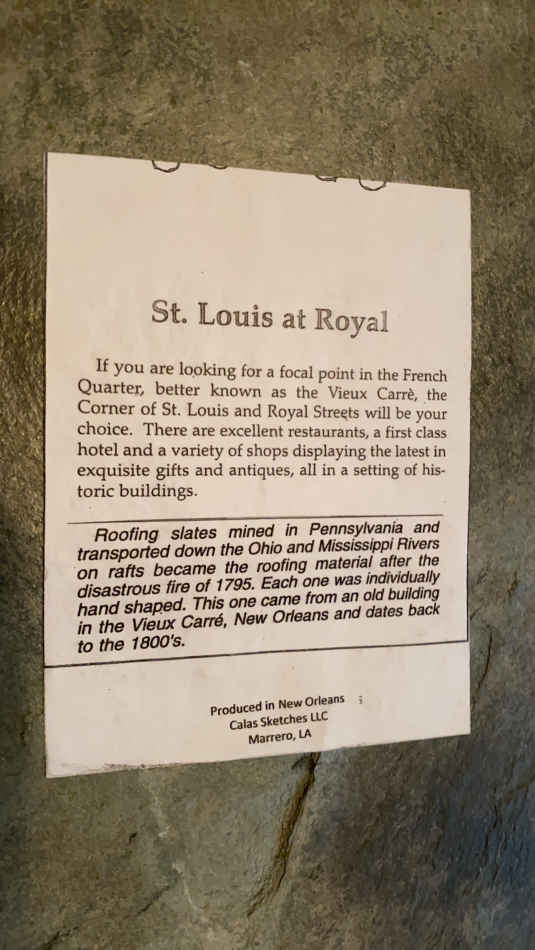 St. Louis at Royal
If you are looking for a focal point in the French
Quarter, better known as the Vieux Carrè, the
Corner of St. Louis and Royal Streets will be your
choice. There are excellent restaurants, a first class
hotel and a variety of shops displaying the latest in
exquisite gifts and antiques, all in a setting of his-
toric buildings.
Roofing slates mined in Pennsylvania and
transported down the Ohio and Mississippi Rivers
on rafts became the roofing material after the
disastrous fire of 1795. Each one was individually
hand shaped. This one came from an old building
in the Vieux Carré, New Orleans and dates back
to the 1800's.
Produced in New Orleans
Calas Sketches LLC
Marrero, LA